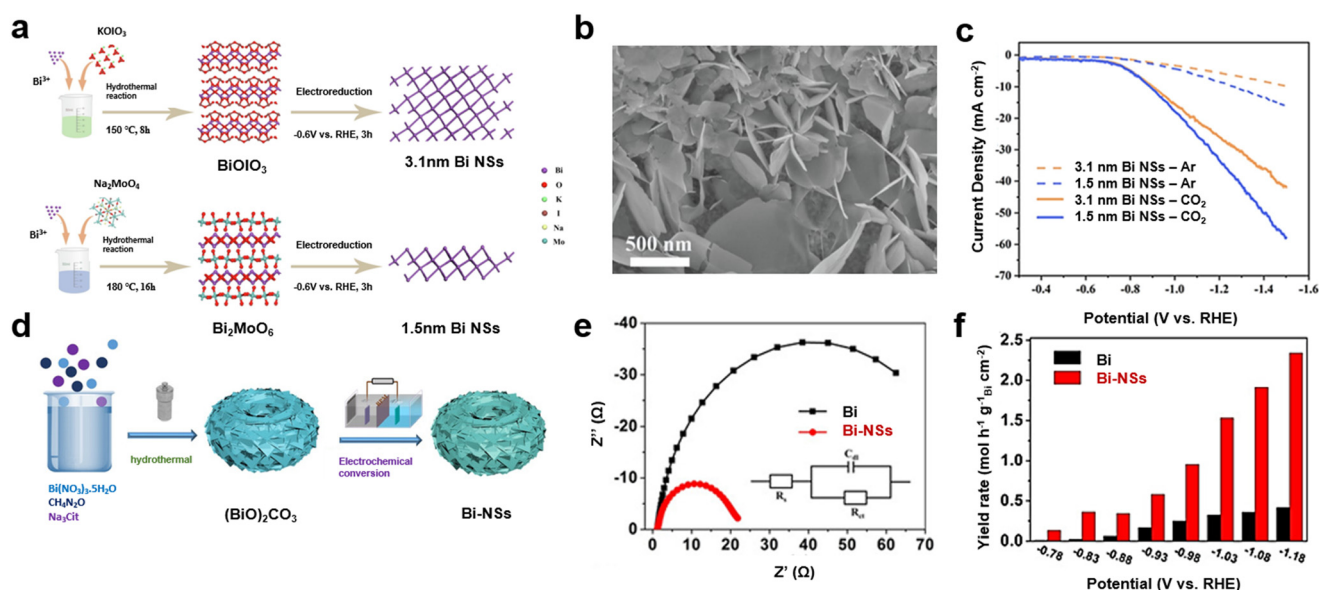 a
KOIO₃
Bi³⁺
Hydrothermal
reaction
150 °C, 8h
BiOIO₃
Electroreduction
-0.6V vs. RHE, 3h
3.1nm Bi NSs
Na₂MoO₄
Bi³⁺
Hydrothermal
reaction
180 °C, 16h
Bi₂MoO₆
Electroreduction
-0.6V vs. RHE, 3h
1.5nm Bi NSs
Bi
O
K
I
Na
Mo
b
500 nm
c
Current Density (mA cm⁻²)
0
-10
-20
-30
-40
-50
-60
-70
3.1 nm Bi NSs – Ar
1.5 nm Bi NSs – Ar
3.1 nm Bi NSs – CO₂
1.5 nm Bi NSs – CO₂
-0.4 -0.6 -0.8 -1.0 -1.2 -1.4 -1.6
Potential (V vs. RHE)
d
Bi(NO₃)₃.5H₂O
CH₄N₂O
Na₃Cit
hydrothermal
(BiO)₂CO₃
Electrochemical
conversion
Bi-NSs
e
Z'' (Ω)
-40
-30
-20
-10
0
Bi
Bi-NSs
Rs
Cdl
Rct
0 10 20 30 40 50 60 70
Z' (Ω)
f
Yield rate (mol h⁻¹ g⁻¹Bi cm⁻²)
2.5
2.0
1.5
1.0
0.5
0.0
Bi
Bi-NSs
-0.78 -0.83 -0.88 -0.93 -0.98 -1.03 -1.08 -1.18
Potential (V vs. RHE)